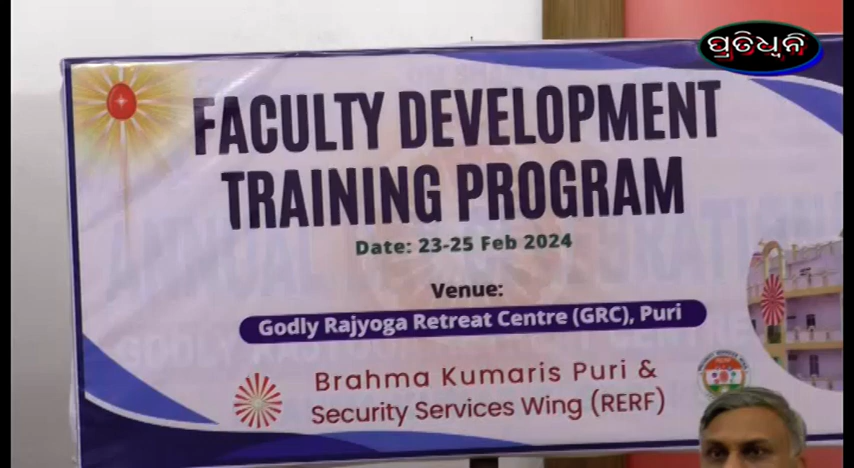 ପ୍ରତିଧ୍ୱନି
FACULTY DEVELOPMENT
TRAINING PROGRAM
Date: 23-25 Feb 2024
Venue:
Godly Rajyoga Retreat Centre (GRC), Puri
Brahma Kumaris Puri &
Security Services Wing (RERF)